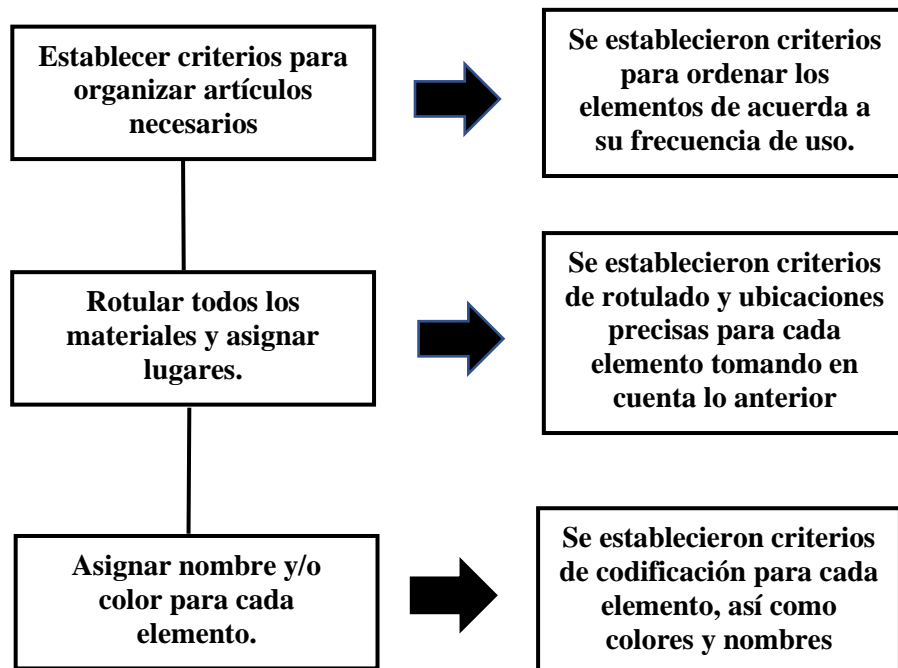 Establecer criterios para
organizar artículos
necesarios
Se establecieron criterios
para ordenar los
elementos de acuerda a
su frecuencia de uso.
Rotular todos los
materiales y asignar
lugares.
Se establecieron criterios
de rotulado y ubicaciones
precisas para cada
elemento tomando en
cuenta lo anterior
Asignar nombre y/o
color para cada
elemento.
Se establecieron criterios
de codificación para cada
elemento, así como
colores y nombres